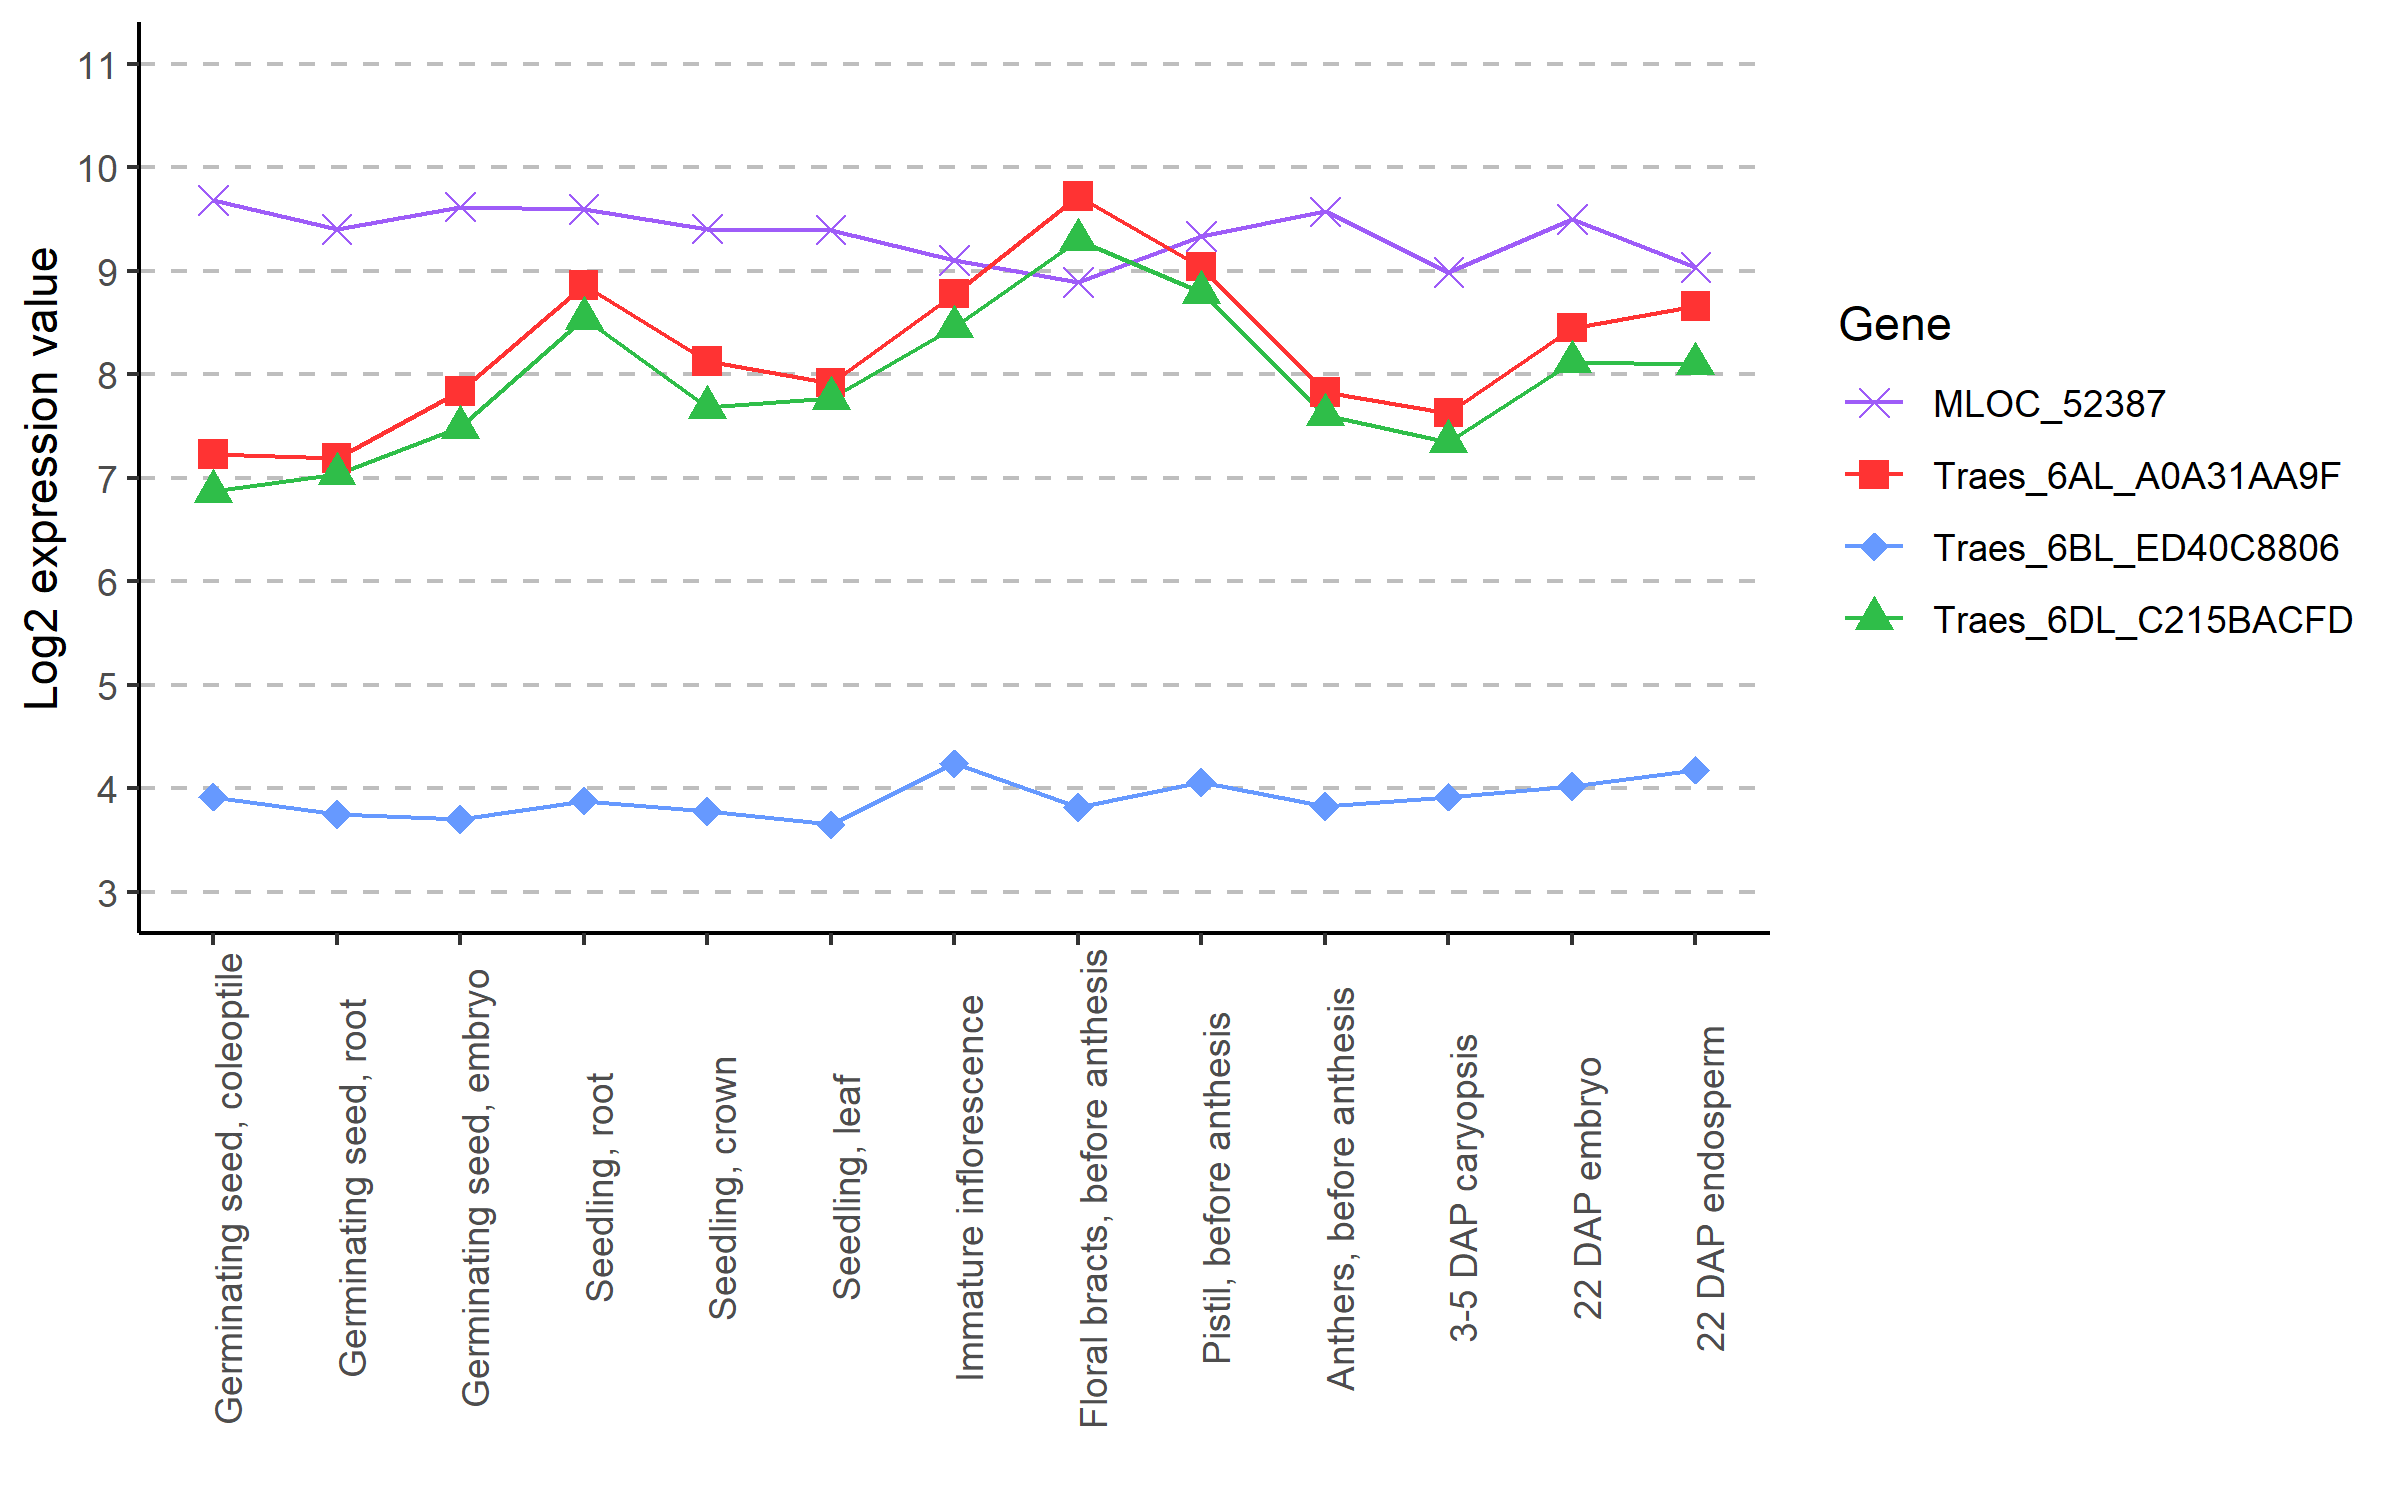 Log2 expression value
11
10
9
8
7
6
5
4
3
Germinating seed, coleoptile
Germinating seed, root
Germinating seed, embryo
Seedling, root
Seedling, crown
Seedling, leaf
Immature inflorescence
Floral bracts, before anthesis
Pistil, before anthesis
Anthers, before anthesis
3-5 DAP caryopsis
22 DAP embryo
22 DAP endosperm
Gene
MLOC_52387
Traes_6AL_A0A31AA9F
Traes_6BL_ED40C8806
Traes_6DL_C215BACFD